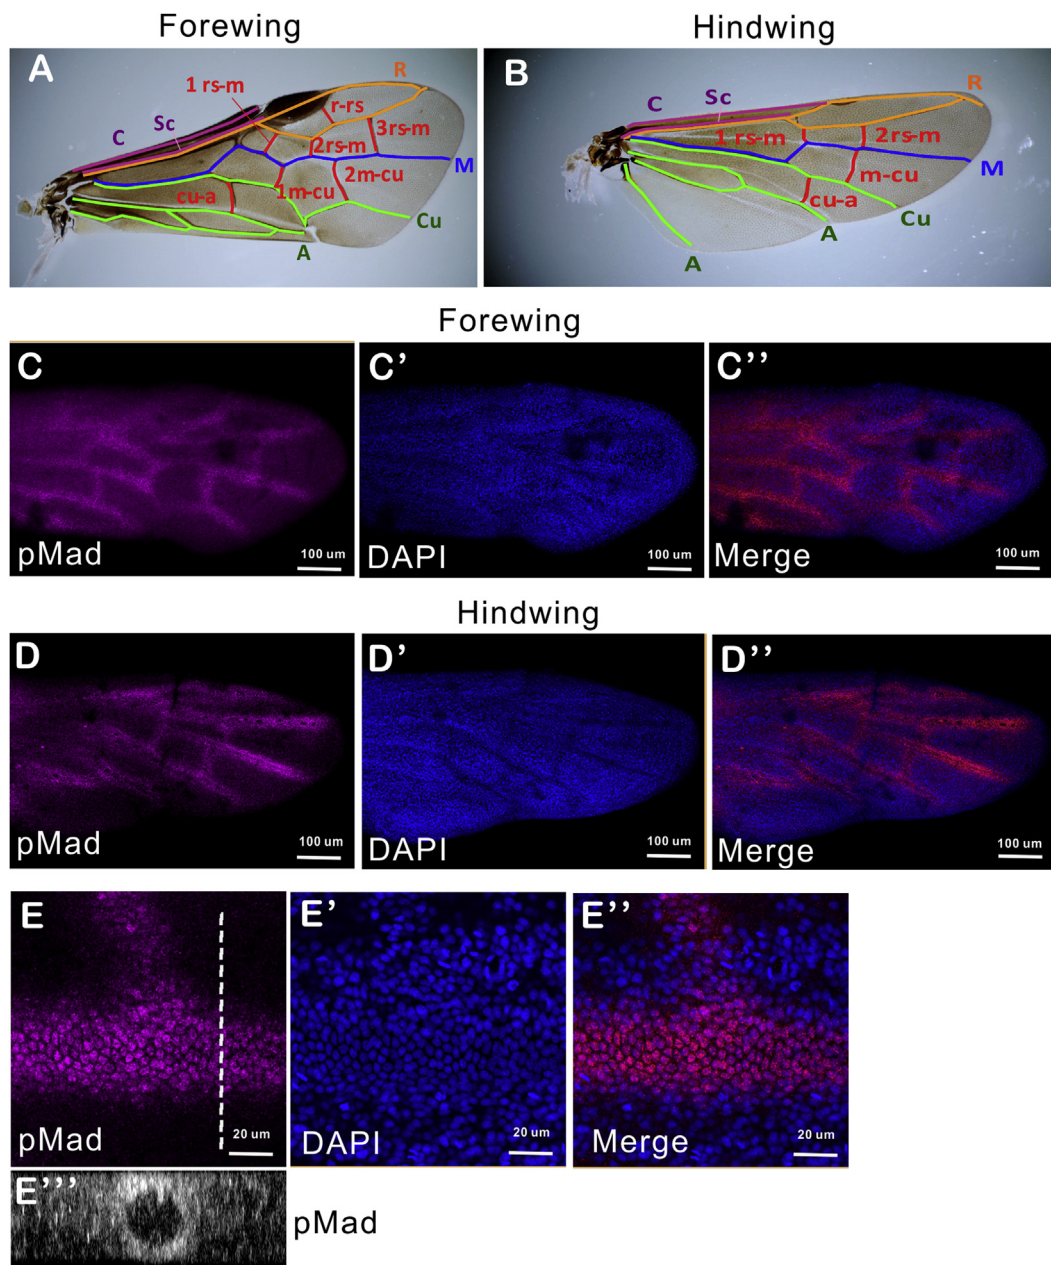 Forewing
Hindwing
A
B
1 rs-m
R
C
Sc
r-rs
3rs-m
2rs-m
M
2m-cu
1m-cu
cu-a
Cu
A
R
C
Sc
1 rs-m
2rs-m
m-cu
M
cu-a
Cu
A
A
Forewing
C
C’
C’’
pMad
100 um
DAPI
100 um
Merge
100 um
Hindwing
D
D’
D’’
pMad
100 um
DAPI
100 um
Merge
100 um
E
E’
E’’
pMad
20 um
DAPI
20 um
Merge
20 um
E’’’
pMad